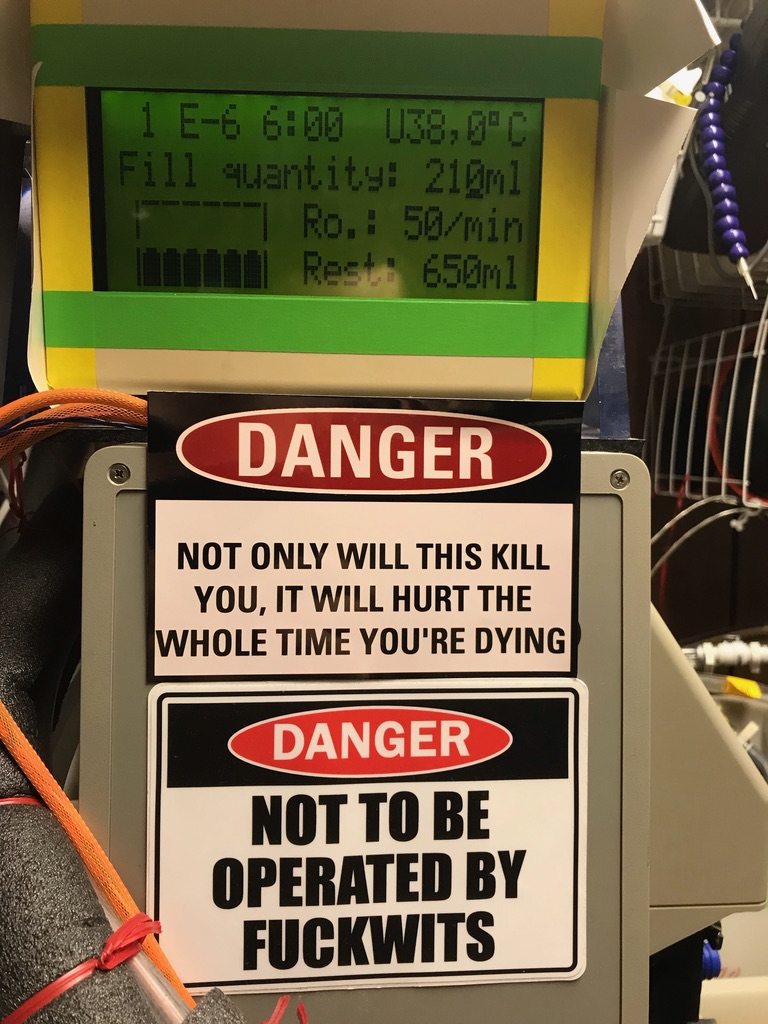 1 E-6 6:00 U38,0°C
Fill quantity: 210ml
Ro.: 50/min
Rest: 650ml
DANGER
NOT ONLY WILL THIS KILL
YOU, IT WILL HURT THE
WHOLE TIME YOU'RE DYING
DANGER
NOT TO BE
OPERATED BY
FUCKWITS